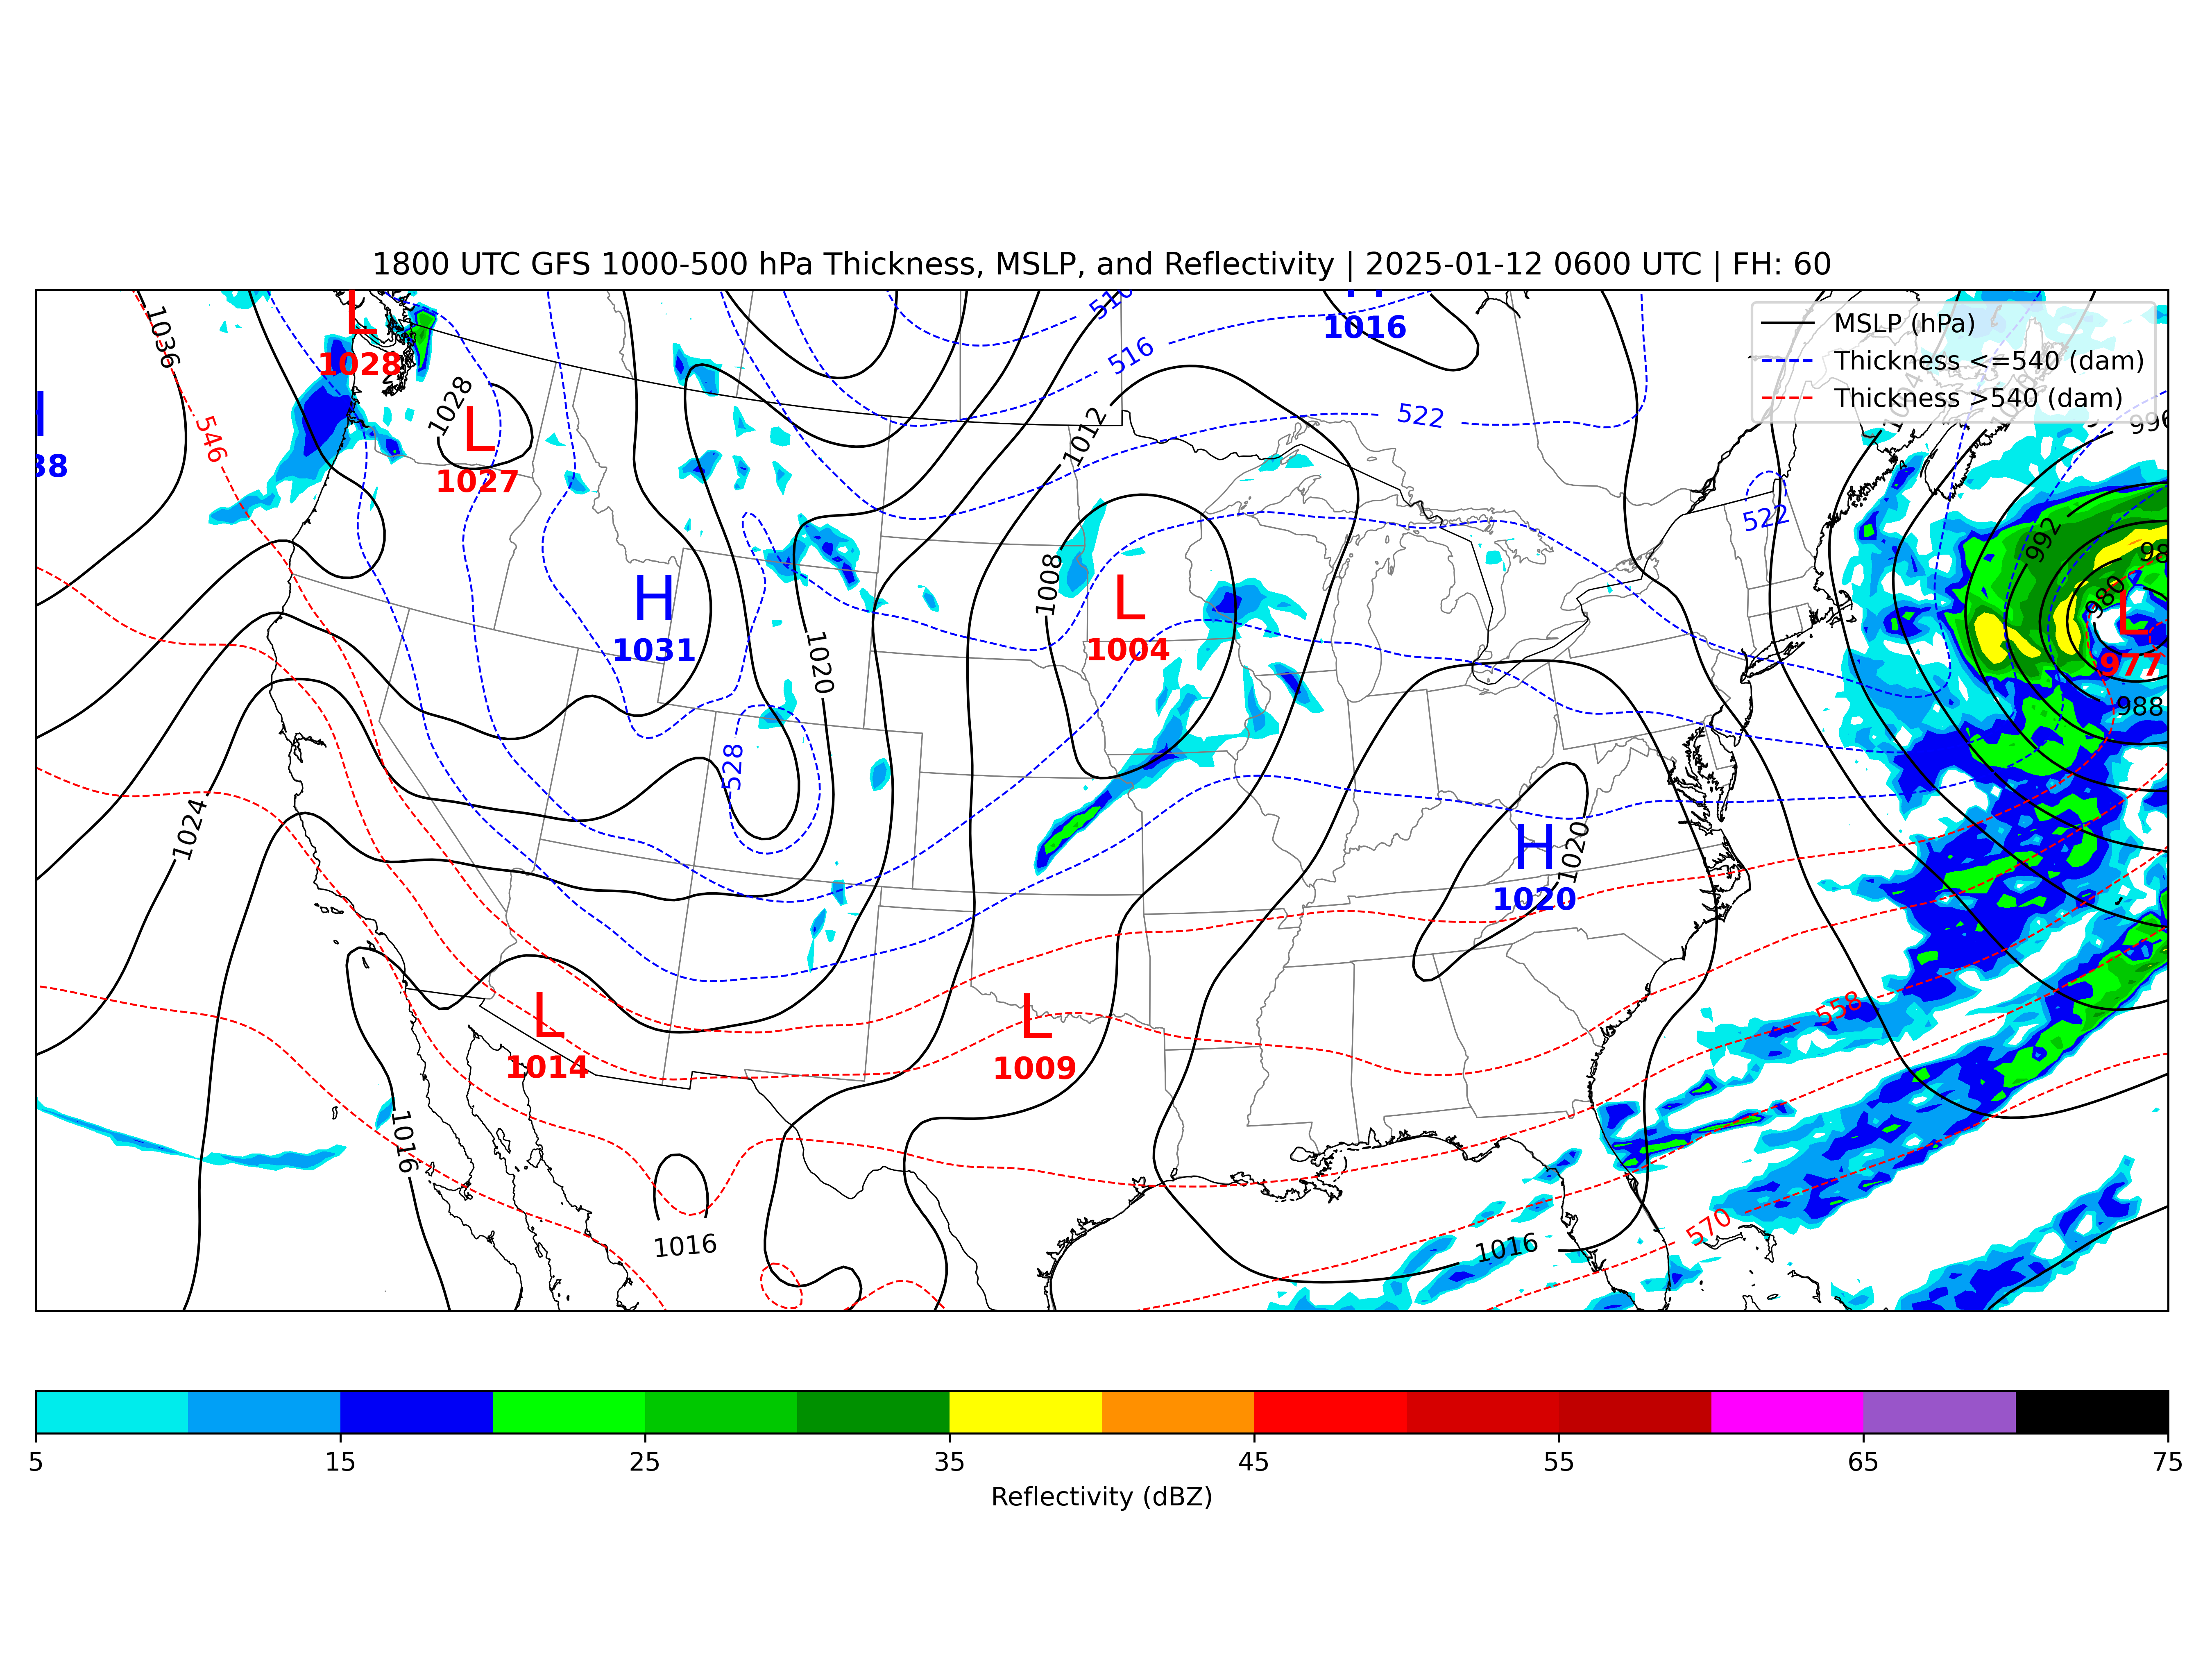 1800 UTC GFS 1000-500 hPa Thickness, MSLP, and Reflectivity | 2025-01-12 0600 UTC | FH: 60
MSLP (hPa)
Thickness <=540 (dam)
Thickness >540 (dam)
L
1028
1036
H
1016
516
522
546
1028
L
1027
1012
522
992
980
L
977
988
1008
L
1004
H
1031
1020
528
1024
H
1020
1020
L
1014
L
1009
558
570
1016
1016
1016
5
15
25
35
45
55
65
75
Reflectivity (dBZ)